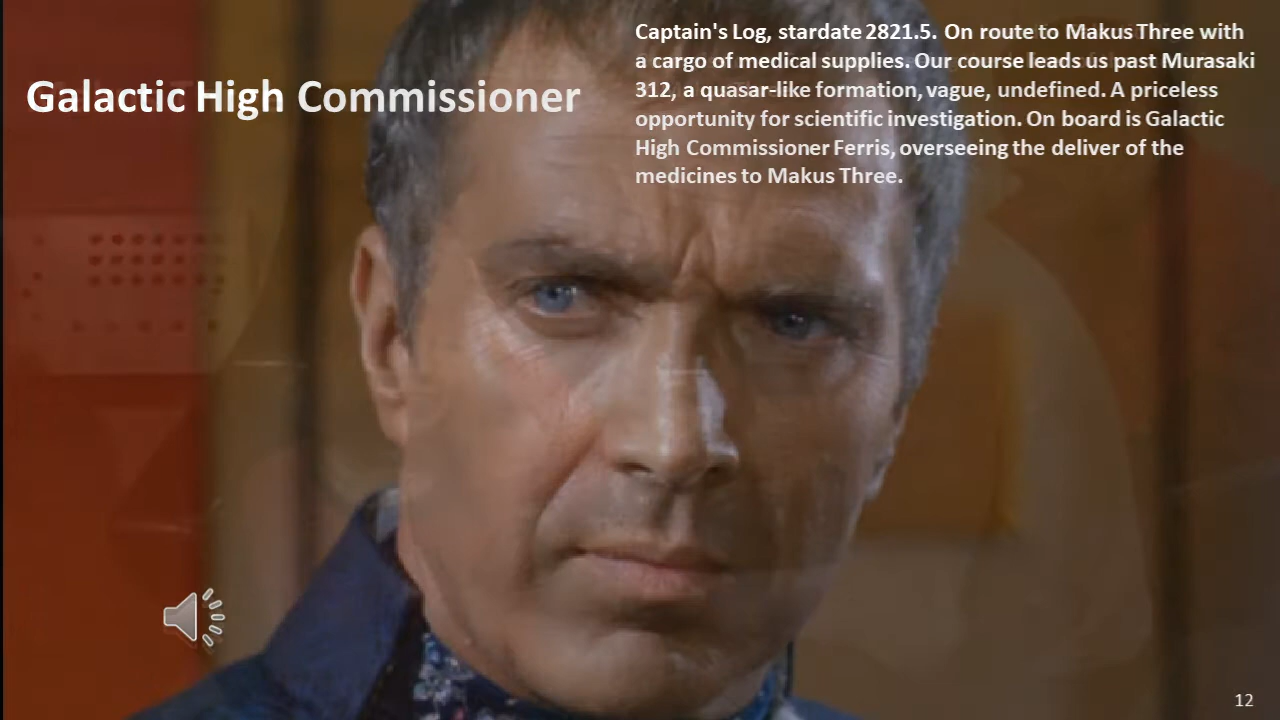 Galactic High Commissioner
Captain's Log, stardate 2821.5. On route to Makus Three with
a cargo of medical supplies. Our course leads us past Murasaki
312, a quasar-like formation, vague, undefined. A priceless
opportunity for scientific investigation. On board is Galactic
High Commissioner Ferris, overseeing the deliver of the
medicines to Makus Three.
12